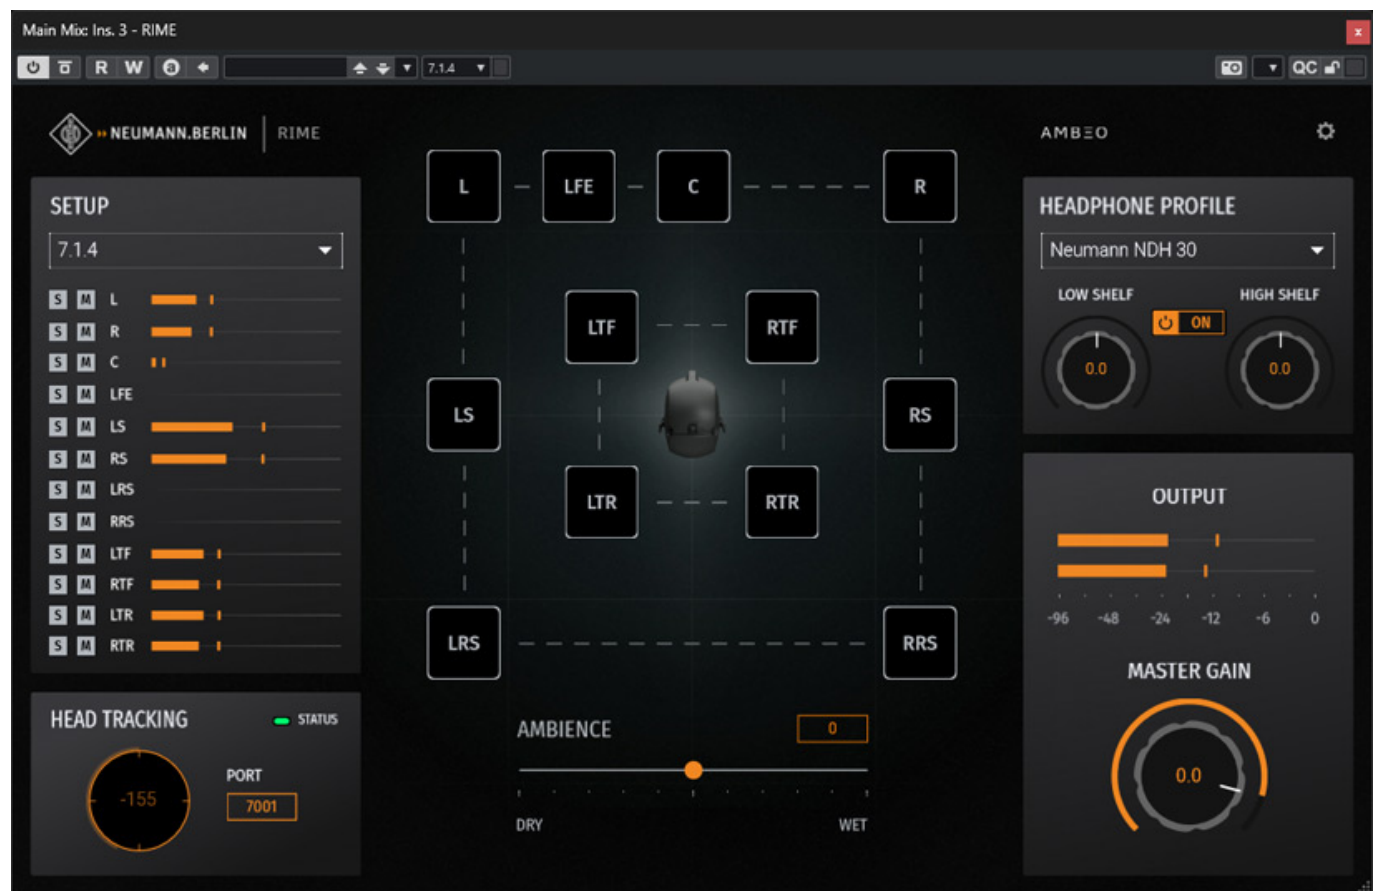 Main Mix: Ins. 3 - RIME
R W a 7.1.4 QC
NEUMANN.BERLIN RIME
AMBEO
SETUP
7.1.4
S M L
S M R
S M C
S M LFE
S M LS
S M RS
S M LRS
S M RRS
S M LTF
S M RTF
S M LTR
S M RTR
HEAD TRACKING STATUS
-155
PORT
7001
L LFE C R
LTF RTF
LS RS
LTR RTR
LRS RRS
AMBIENCE 0
DRY WET
HEADPHONE PROFILE
Neumann NDH 30
LOW SHELF HIGH SHELF
ON
0.0 0.0
OUTPUT
-96 -48 -24 -12 -6 0
MASTER GAIN
0.0